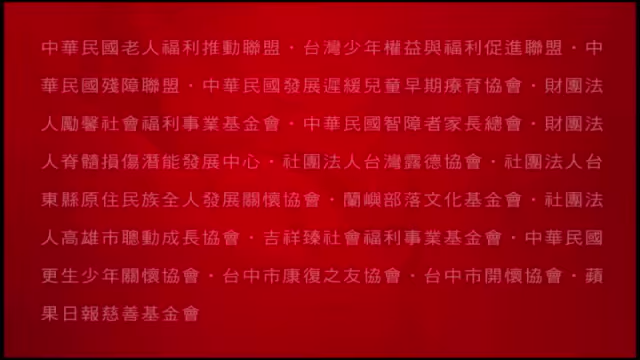 中華民國老人福利推動聯盟・台灣少年權益與福利促進聯盟・中
華民國殘障聯盟・中華民國發展遲緩兒童早期療育協會・財團法
人勵馨社會福利事業基金會・中華民國智障者家長總會・財團法
人脊髓損傷潛能發展中心・社團法人台灣露德協會・社團法人台
東縣原住民族全人發展關懷協會・蘭嶼部落文化基金會・社團法
人高雄市聰動成長協會・吉祥臻社會福利事業基金會・中華民國
更生少年關懷協會・台中市康復之友協會・台中市開懷協會・蘋
果日報慈善基金會